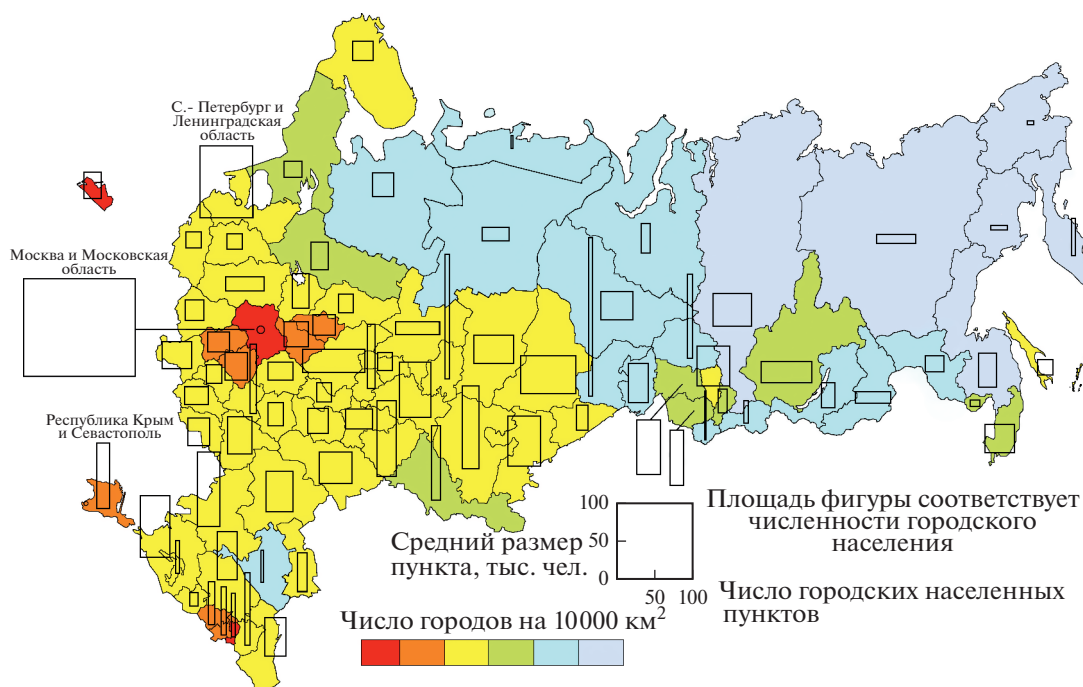 С.- Петербург и
Ленинградская
область
Москва и Московская
область
Республика Крым
и Севастополь
Средний размер
пункта, тыс. чел.
100
50
0
50 100
Площадь фигуры соответствует
численности городского
населения
Число городских населенных
пунктов
Число городов на 10000 км²